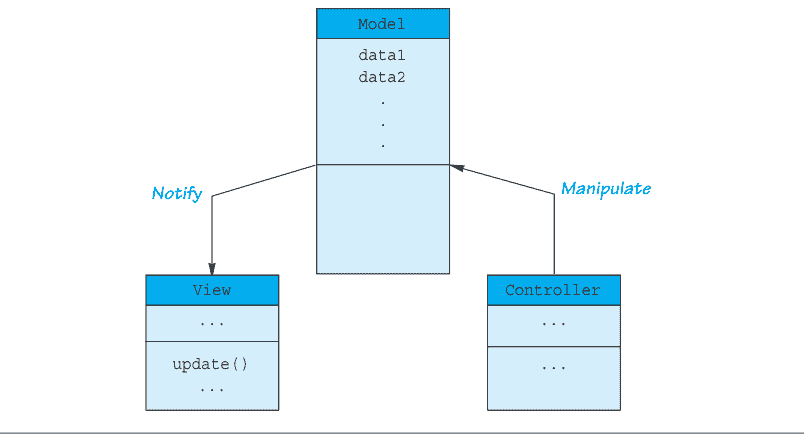 Model
data1
data2
.
.
.
Notify
Manipulate
View
...
update()
...
Controller
...
...